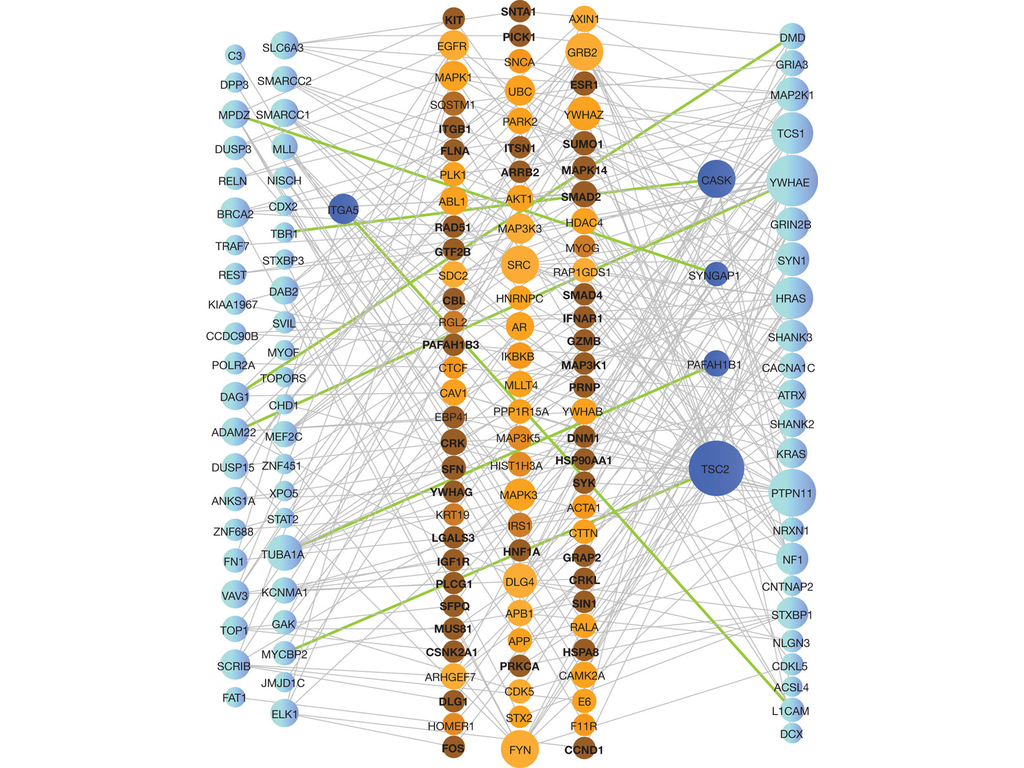 C3
DPP3
MPDZ
DUSP3
RELN
BRCA2
TRAF7
REST
KIAA1967
CCDC90B
POLR2A
DAG1
ADAM22
DUSP15
ANKS1A
ZNF688
FN1
VAV3
TOP1
SCRIB
FAT1
SLC6A3
SMARCC2
SMARCC1
MLL
NISCH
CDX2
TBR1
STXBP3
DAB2
SVIL
MYOF
TOPORS
CHD1
MEF2C
ZNF451
XPO5
STAT2
TUBA1A
KCNMA1
GAK
MYCBP2
JMJD1C
ELK1
ITGA5
KIT
EGFR
MAPK1
SQSTM1
ITGB1
FLNA
PLK1
ABL1
RAD51
GTF2B
SDC2
CBL
RGL2
PAFAH1B3
CTCF
CAV1
EBP41
CRK
SFN
YWHAG
KRT19
LGALS3
IGF1R
PLCG1
SFPQ
MUS81
CSNK2A1
ARHGEF7
DLG1
HOMER1
FOS
SNTA1
PICK1
SNCA
UBC
PARK2
ITSN1
ARRB2
AKT1
MAP3K3
SRC
HNRNPC
AR
IKBKB
MLLT4
PPP1R15A
MAP3K5
HIST1H3A
MAPK3
IRS1
HNF1A
DLG4
APB1
APP
PRKCA
CDK5
STX2
FYN
AXIN1
GRB2
ESR1
YWHAZ
SUMO1
MAPK14
SMAD2
HDAC4
MYOG
RAP1GDS1
SMAD4
IFNAR1
GZMB
MAP3K1
PRNP
YWHAB
DNM1
HSP90AA1
SYK
ACTA1
CTTN
GRAP2
CRKL
SIN1
RALA
HSPA8
CAMK2A
E6
F11R
CCND1
CASK
SYNGAP1
PAFAH1B1
TSC2
DMD
GRIA3
MAP2K1
TCS1
YWHAE
GRIN2B
SYN1
HRAS
SHANK3
CACNA1C
ATRX
SHANK2
KRAS
PTPN11
NRXN1
NF1
CNTNAP2
STXBP1
NLGN3
CDKL5
ACSL4
L1CAM
DCX